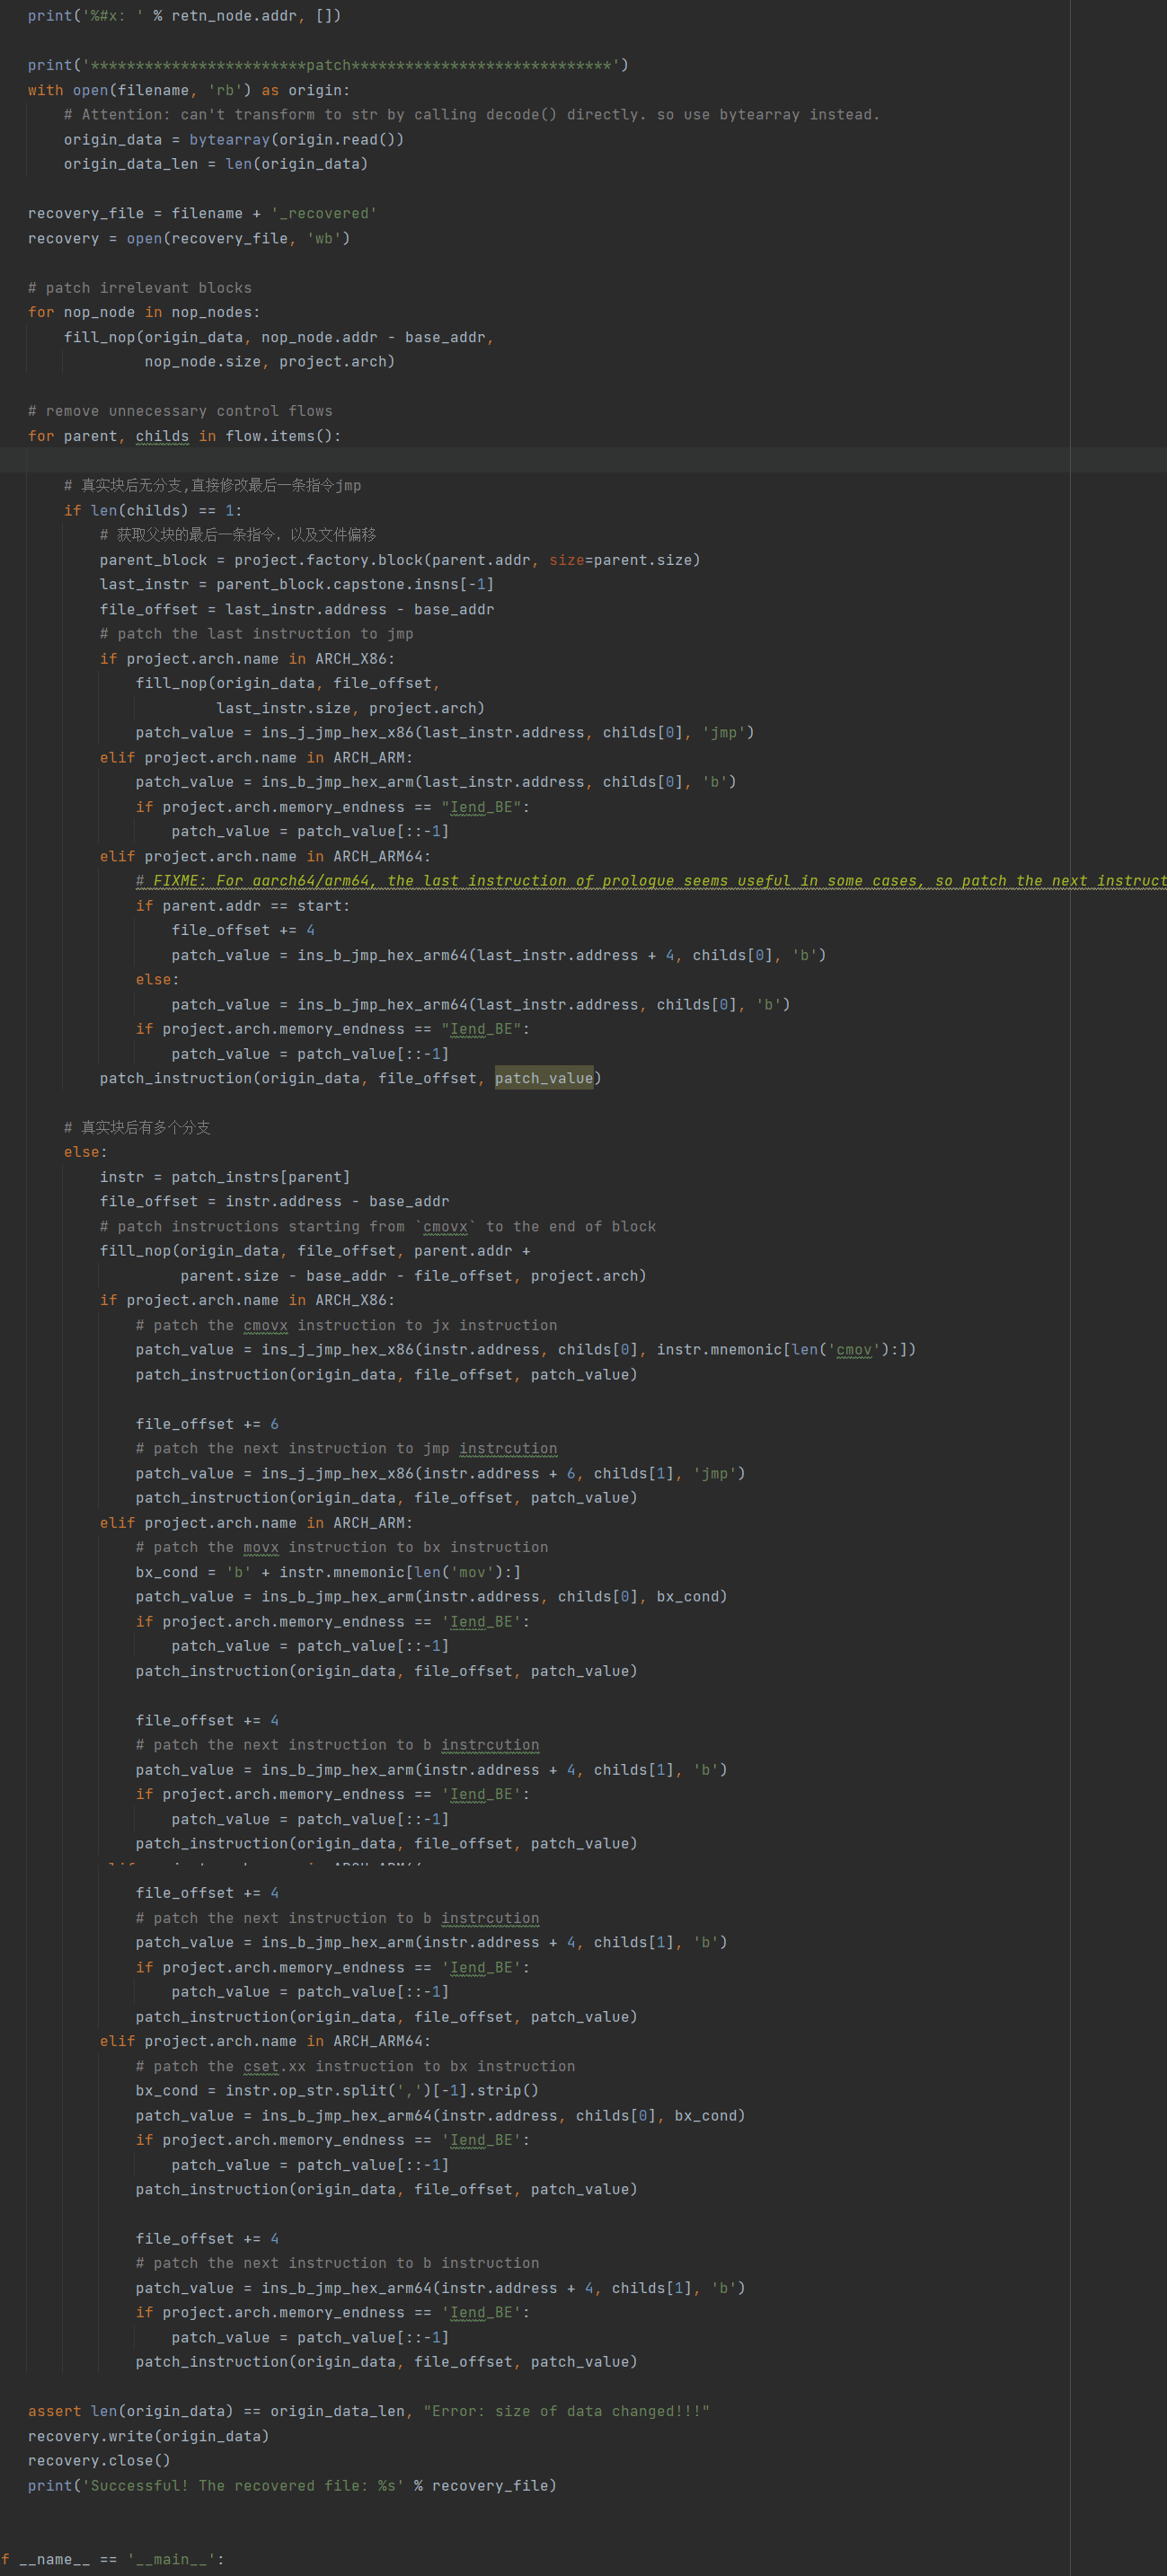 print('%#x: ' % retn_node.addr, [])
print('************************patch*****************************')
with open(filename, 'rb') as origin:
# Attention: can't transform to str by calling decode() directly. so use bytearray instead.
origin_data = bytearray(origin.read())
origin_data_len = len(origin_data)
recovery_file = filename + '_recovered'
recovery = open(recovery_file, 'wb')
# patch irrelevant blocks
for nop_node in nop_nodes:
fill_nop(origin_data, nop_node.addr - base_addr,
nop_node.size, project.arch)
# remove unnecessary control flows
for parent, childs in flow.items():
# 真实块后无分支,直接修改最后一条指令jmp
if len(childs) == 1:
# 获取父块的最后一条指令，以及文件偏移
parent_block = project.factory.block(parent.addr, size=parent.size)
last_instr = parent_block.capstone.insns[-1]
file_offset = last_instr.address - base_addr
# patch the last instruction to jmp
if project.arch.name in ARCH_X86:
fill_nop(origin_data, file_offset,
last_instr.size, project.arch)
patch_value = ins_j_jmp_hex_x86(last_instr.address, childs[0], 'jmp')
elif project.arch.name in ARCH_ARM:
patch_value = ins_b_jmp_hex_arm(last_instr.address, childs[0], 'b')
if project.arch.memory_endness == "Iend_BE":
patch_value = patch_value[::-1]
elif project.arch.name in ARCH_ARM64:
# FIXME: For aarch64/arm64, the last instruction of prologue seems useful in some cases, so patch the next instruct
if parent.addr == start:
file_offset += 4
patch_value = ins_b_jmp_hex_arm64(last_instr.address + 4, childs[0], 'b')
else:
patch_value = ins_b_jmp_hex_arm64(last_instr.address, childs[0], 'b')
if project.arch.memory_endness == "Iend_BE":
patch_value = patch_value[::-1]
patch_instruction(origin_data, file_offset, patch_value)
# 真实块后有多个分支
else:
instr = patch_instrs[parent]
file_offset = instr.address - base_addr
# patch instructions starting from `cmovx` to the end of block
fill_nop(origin_data, file_offset, parent.addr +
parent.size - base_addr - file_offset, project.arch)
if project.arch.name in ARCH_X86:
# patch the cmovx instruction to jx instruction
patch_value = ins_j_jmp_hex_x86(instr.address, childs[0], instr.mnemonic[len('cmov'):])
patch_instruction(origin_data, file_offset, patch_value)
file_offset += 6
# patch the next instruction to jmp instrcution
patch_value = ins_j_jmp_hex_x86(instr.address + 6, childs[1], 'jmp')
patch_instruction(origin_data, file_offset, patch_value)
elif project.arch.name in ARCH_ARM:
# patch the movx instruction to bx instruction
bx_cond = 'b' + instr.mnemonic[len('mov'):]
patch_value = ins_b_jmp_hex_arm(instr.address, childs[0], bx_cond)
if project.arch.memory_endness == 'Iend_BE':
patch_value = patch_value[::-1]
patch_instruction(origin_data, file_offset, patch_value)
file_offset += 4
# patch the next instruction to b instrcution
patch_value = ins_b_jmp_hex_arm(instr.address + 4, childs[1], 'b')
if project.arch.memory_endness == 'Iend_BE':
patch_value = patch_value[::-1]
patch_instruction(origin_data, file_offset, patch_value)
file_offset += 4
# patch the next instruction to b instrcution
patch_value = ins_b_jmp_hex_arm(instr.address + 4, childs[1], 'b')
if project.arch.memory_endness == 'Iend_BE':
patch_value = patch_value[::-1]
patch_instruction(origin_data, file_offset, patch_value)
elif project.arch.name in ARCH_ARM64:
# patch the cset.xx instruction to bx instruction
bx_cond = instr.op_str.split(',')[-1].strip()
patch_value = ins_b_jmp_hex_arm64(instr.address, childs[0], bx_cond)
if project.arch.memory_endness == 'Iend_BE':
patch_value = patch_value[::-1]
patch_instruction(origin_data, file_offset, patch_value)
file_offset += 4
# patch the next instruction to b instruction
patch_value = ins_b_jmp_hex_arm64(instr.address + 4, childs[1], 'b')
if project.arch.memory_endness == 'Iend_BE':
patch_value = patch_value[::-1]
patch_instruction(origin_data, file_offset, patch_value)
assert len(origin_data) == origin_data_len, "Error: size of data changed!!!"
recovery.write(origin_data)
recovery.close()
print('Successful! The recovered file: %s' % recovery_file)
f __name__ == '__main__':